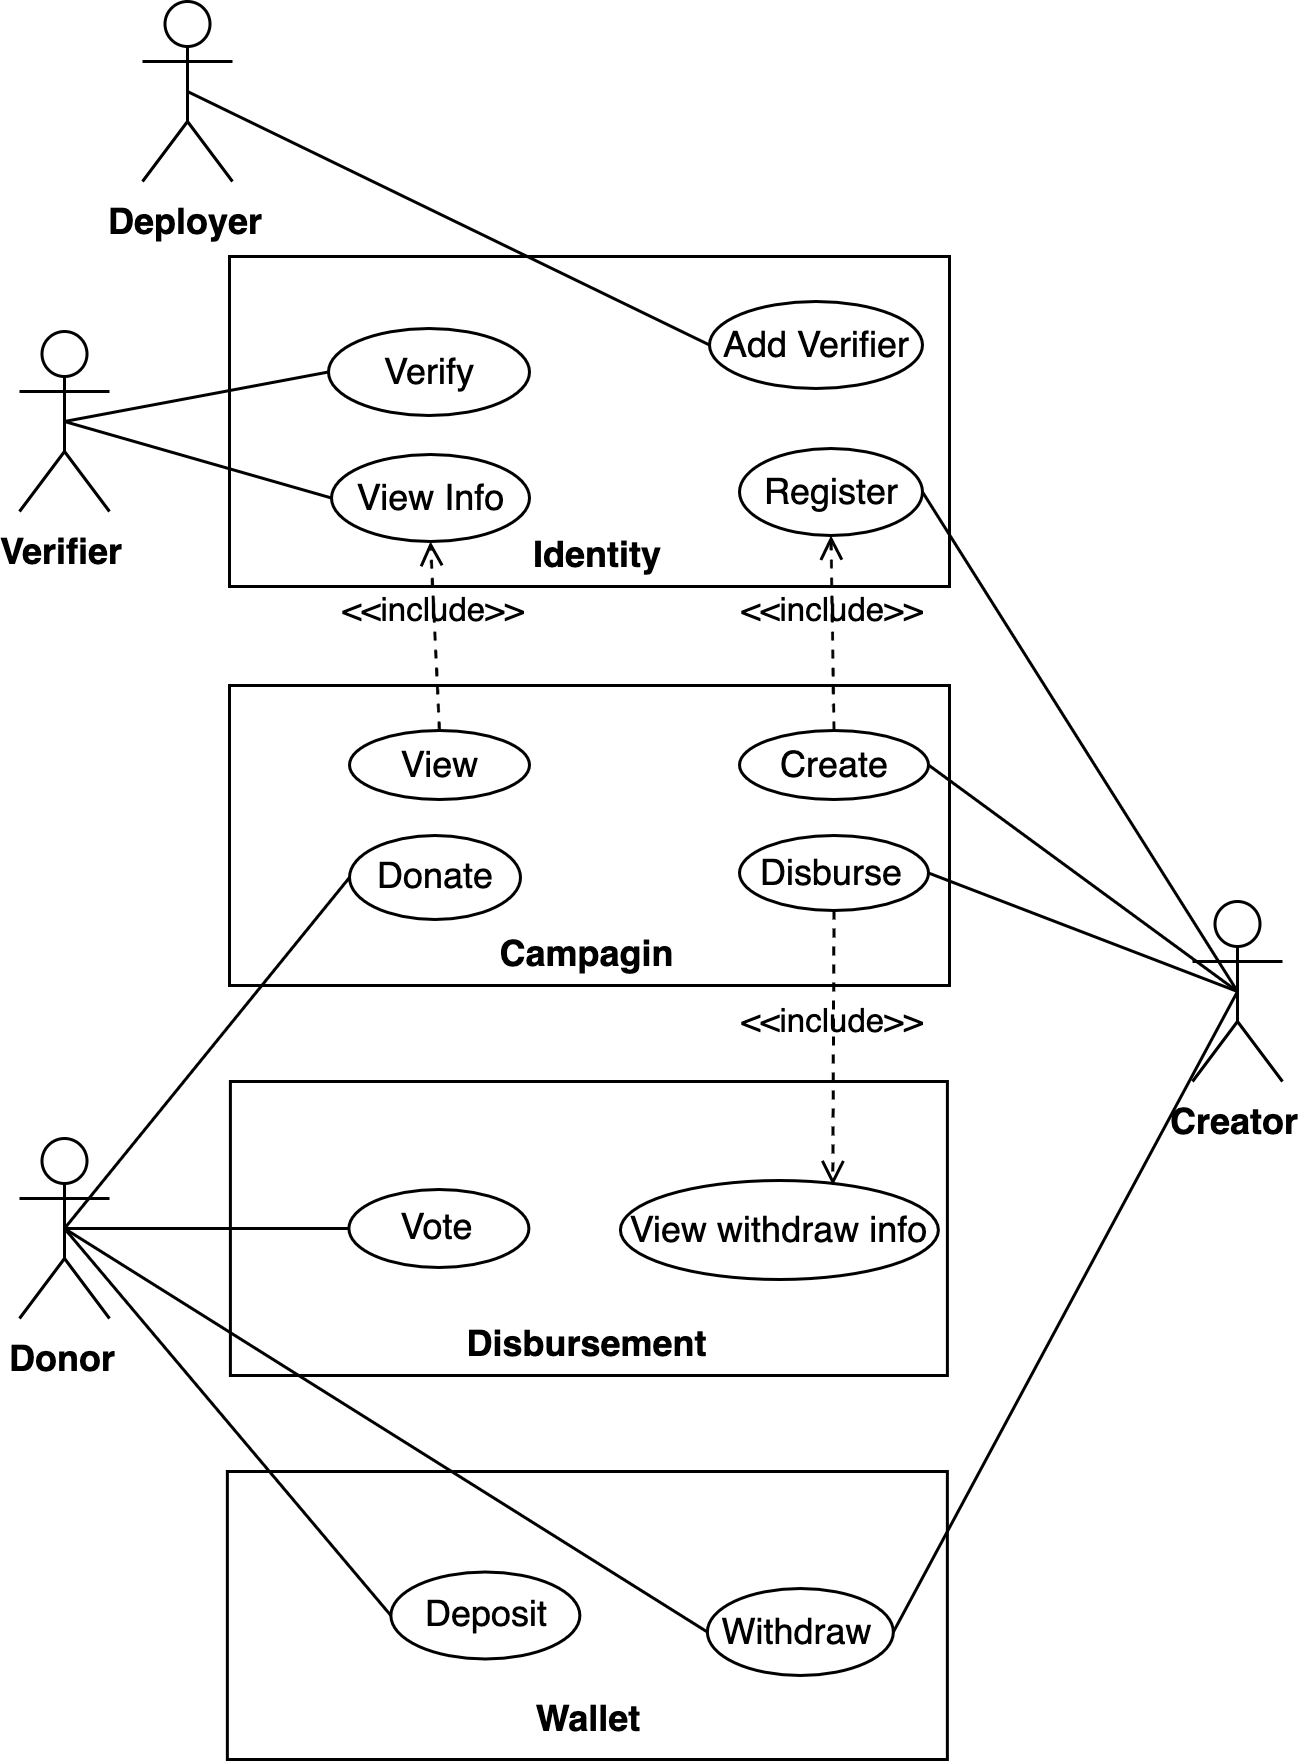 Deployer
Add Verifier
Verify
View Info
Register
Verifier
Identity
<<include>>
<<include>>
View
Create
Donate
Disburse
Campagin
<<include>>
Creator
Vote
View withdraw info
Donor
Disbursement
Deposit
Withdraw
Wallet